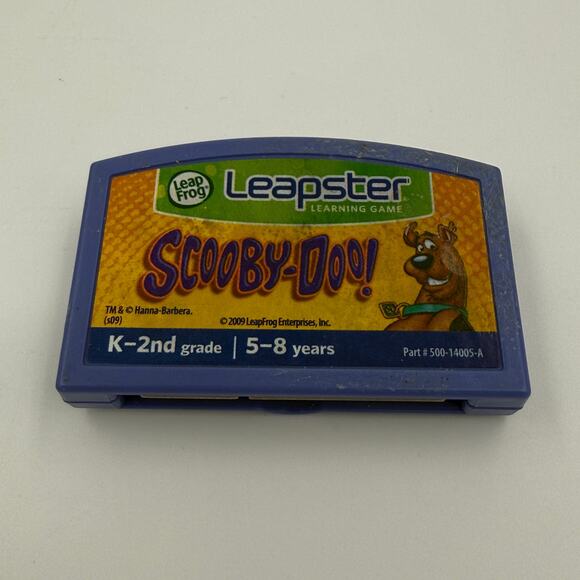 Leap
Frog
Leapster
LEARNING GAME
SCOOBY-DOO!
TM & © Hanna-Barbera.
(s09)
© 2009 LeapFrog Enterprises, Inc.
K-2nd grade | 5-8 years
Part # 500-14005-A